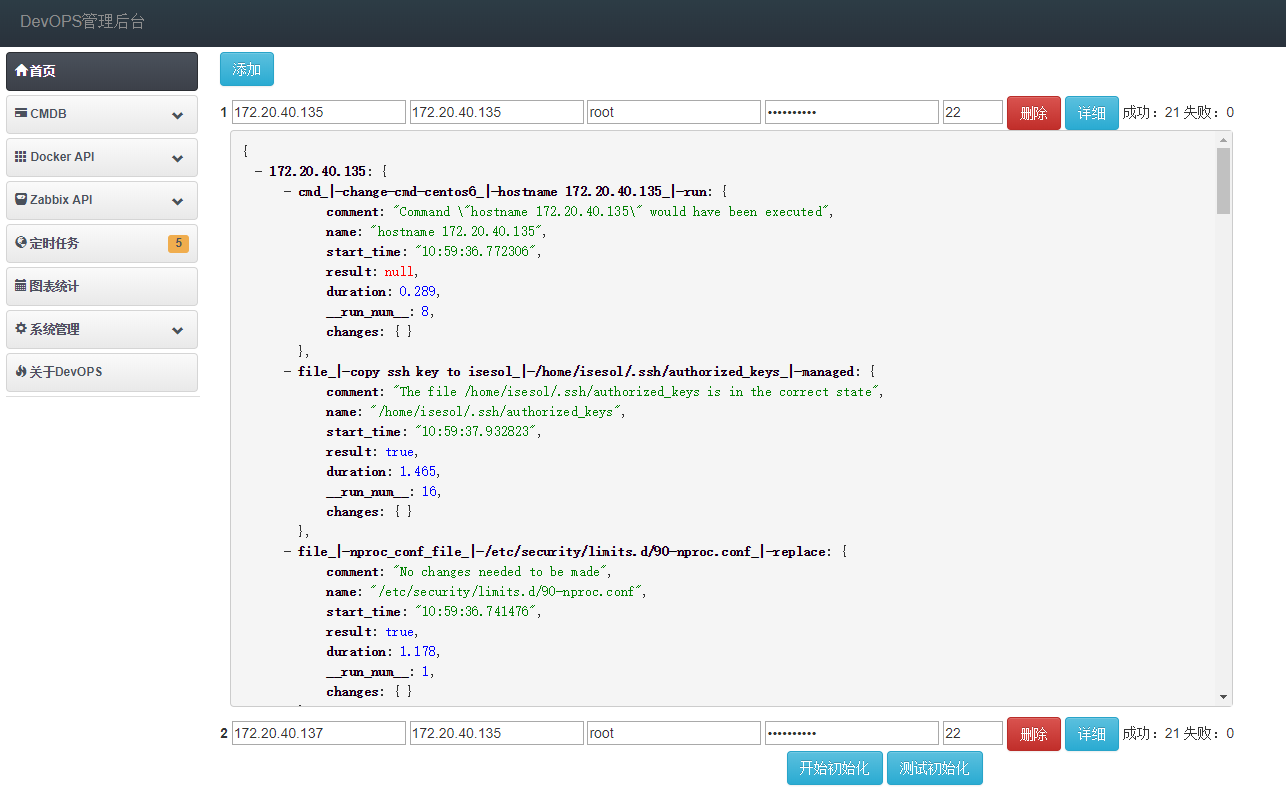 DevOPS管理后台
首页
CMDB
Docker API
Zabbix API
定时任务 5
图表统计
系统管理
关于DevOPS
添加
1 172.20.40.135 172.20.40.135 root •••••••••• 22 删除 详细 成功：21 失败：0
{
− 172.20.40.135: {
− cmd_|-change-cmd-centos6_|-hostname 172.20.40.135_|-run: {
comment: "Command \"hostname 172.20.40.135\" would have been executed",
name: "hostname 172.20.40.135",
start_time: "10:59:36.772306",
result: null,
duration: 0.289,
__run_num__: 8,
changes: { }
},
− file_|-copy ssh key to isesol_|-/home/isesol/.ssh/authorized_keys_|-managed: {
comment: "The file /home/isesol/.ssh/authorized_keys is in the correct state",
name: "/home/isesol/.ssh/authorized_keys",
start_time: "10:59:37.932823",
result: true,
duration: 1.465,
__run_num__: 16,
changes: { }
},
− file_|-nproc_conf_file_|-/etc/security/limits.d/90-nproc.conf_|-replace: {
comment: "No changes needed to be made",
name: "/etc/security/limits.d/90-nproc.conf",
start_time: "10:59:36.741476",
result: true,
duration: 1.178,
__run_num__: 1,
changes: { }
2 172.20.40.137 172.20.40.135 root •••••••••• 22 删除 详细 成功：21 失败：0
开始初始化 测试初始化